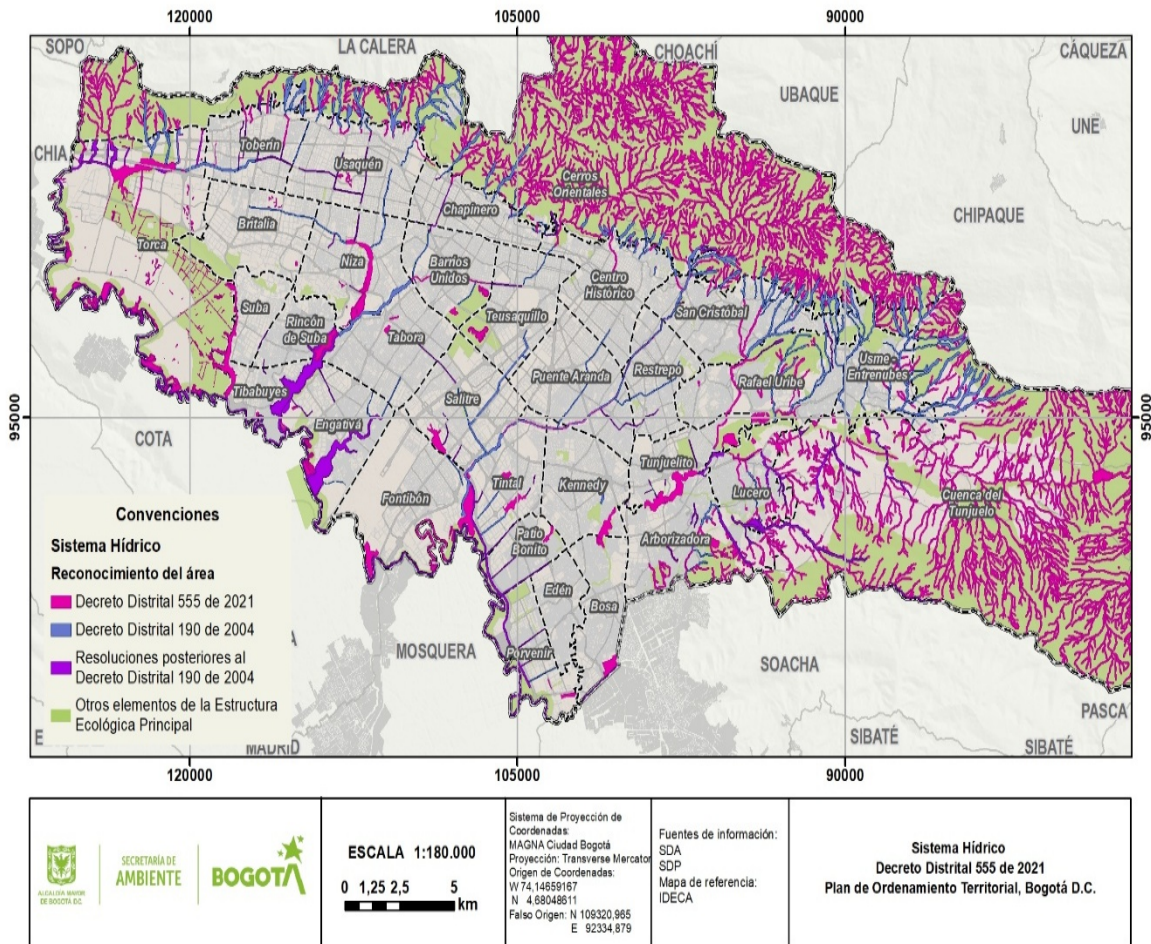 120000
105000
90000
SOPO
LA CALERA
CHOACHÍ
CÁQUEZA
UBAQUE
UNE
CHIA
Toberín
Usaquén
Cerros
Orientales
CHIPAQUE
Chapinero
Britalia
Torca
Niza
Barrios
Unidos
Centro
Histórico
Suba
Rincón
de Suba
Teusaquillo
San Cristóbal
Tabora
Usme -
Entrenubes
Puente Aranda
Restrepo
Rafael Uribe
Tibabuyes
Salitre
95000
95000
Engativá
COTA
Tunjuelito
Fontibón
Tintal
Kennedy
Lucero
Cuenca del
Tunjuelo
Patio
Bonito
Arborizadora
Edén
Bosa
MOSQUERA
Porvenir
SOACHA
PASCA
MADRID
SIBATÉ
SIBATÉ
Convenciones
Sistema Hídrico
Reconocimiento del área
Decreto Distrital 555 de 2021
Decreto Distrital 190 de 2004
Resoluciones posteriores al
Decreto Distrital 190 de 2004
Otros elementos de la Estructura
Ecológica Principal
120000
105000
90000
ALCALDÍA MAYOR
DE BOGOTÁ D.C.
SECRETARÍA DE
AMBIENTE
BOGOTÁ
ESCALA 1:180.000
0 1,25 2,5 5
km
Sistema de Proyección de
Coordenadas:
MAGNA Ciudad Bogotá
Proyección: Transverse Mercator
Origen de Coordenadas:
W 74,14659167
N 4,68048611
Falso Origen: N 109320,965
E 92334,879
Fuentes de información:
SDA
SDP
Mapa de referencia:
IDECA
Sistema Hídrico
Decreto Distrital 555 de 2021
Plan de Ordenamiento Territorial, Bogotá D.C.